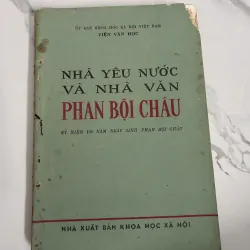 ỦY BAN KHOA HỌC XÃ HỘI VIỆT NAM
VIỆN VĂN HỌC
NHÀ YÊU NƯỚC
VÀ NHÀ VĂN
PHAN BỘI CHÂU
KỶ NIỆM 100 NĂM NGÀY SINH PHAN BỘI CHÂU
NHÀ XUẤT BẢN KHOA HỌC XÃ HỘI